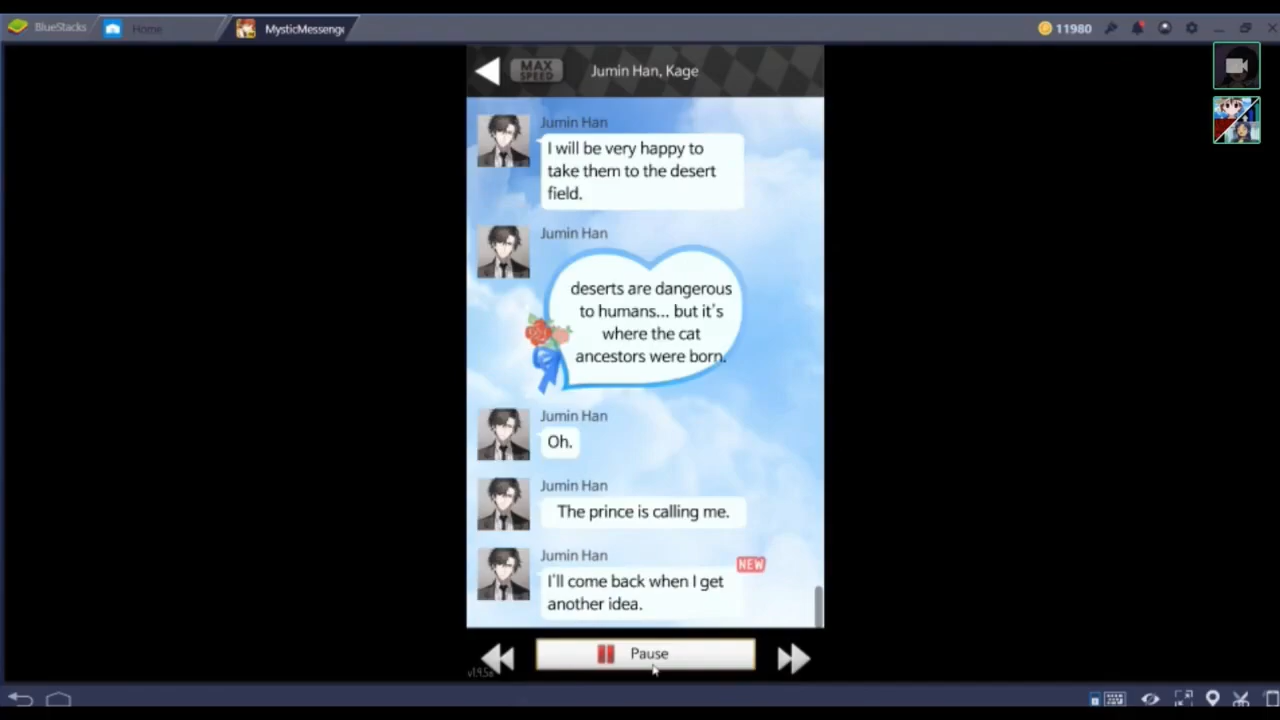 BlueStacks
Home
MysticMessenge
11980
MAX
SPEED
Jumin Han, Kage
Jumin Han
I will be very happy to
take them to the desert
field.
Jumin Han
deserts are dangerous
to humans... but it's
where the cat
ancestors were born.
Jumin Han
Oh.
Jumin Han
The prince is calling me.
Jumin Han
NEW
I'll come back when I get
another idea.
Pause